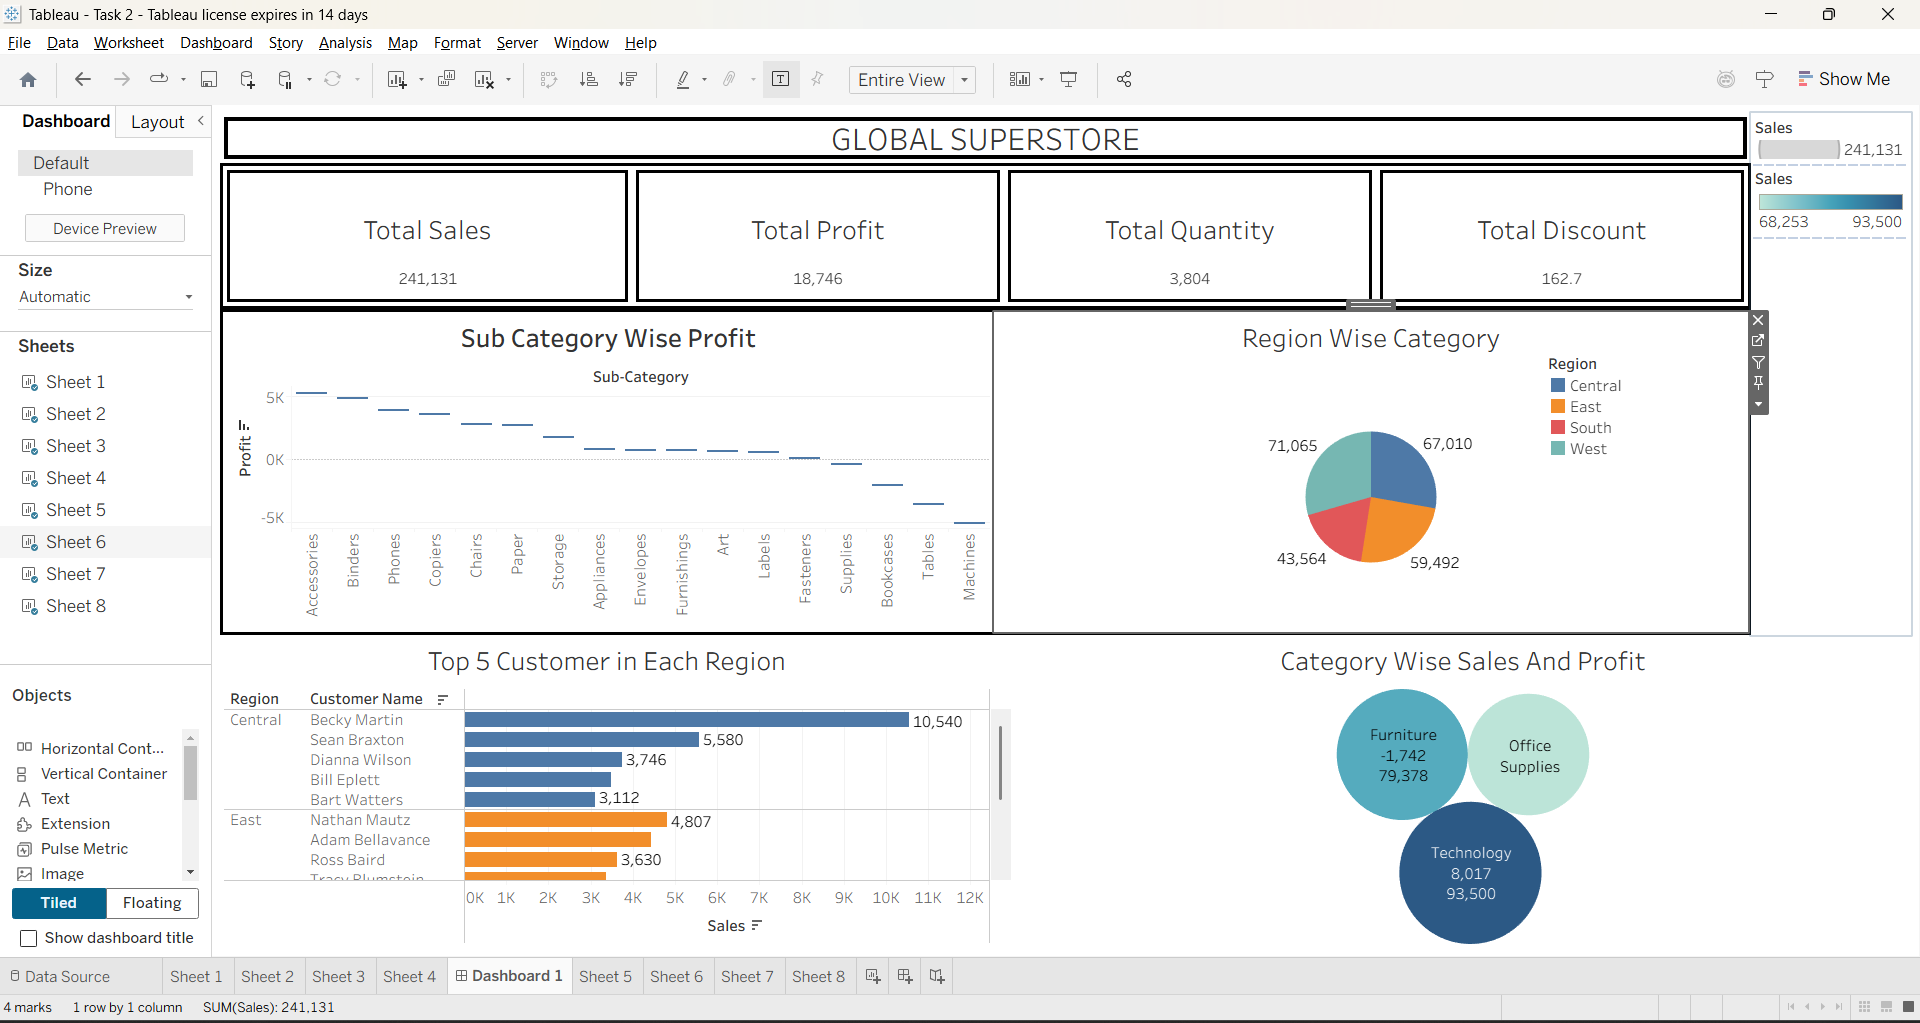 Tableau - Task 2 - Tableau license expires in 14 days
File Data Worksheet Dashboard Story Analysis Map Format Server Window Help
Entire View
Show Me
Dashboard Layout
Default
Phone
Device Preview
Size
Automatic
Sheets
Sheet 1
Sheet 2
Sheet 3
Sheet 4
Sheet 5
Sheet 6
Sheet 7
Sheet 8
Objects
Horizontal Cont...
Vertical Container
Text
Extension
Pulse Metric
Image
Tiled Floating
Show dashboard title
GLOBAL SUPERSTORE
Total Sales
241,131
Total Profit
18,746
Total Quantity
3,804
Total Discount
162.7
Sales
241,131
Sales
68,253 93,500
Sub Category Wise Profit
Sub-Category
Profit
5K
0K
-5K
Accessories
Binders
Phones
Copiers
Chairs
Paper
Storage
Appliances
Envelopes
Furnishings
Art
Labels
Fasteners
Supplies
Bookcases
Tables
Machines
Region Wise Category
Region
Central
East
South
West
71,065
67,010
43,564
59,492
Top 5 Customer in Each Region
Region Customer Name
Central Becky Martin 10,540
Sean Braxton 5,580
Dianna Wilson 3,746
Bill Eplett
Bart Watters 3,112
East Nathan Mautz 4,807
Adam Bellavance
Ross Baird 3,630
Tracy Blumstein
0K 1K 2K 3K 4K 5K 6K 7K 8K 9K 10K 11K 12K
Sales
Category Wise Sales And Profit
Furniture
-1,742
79,378
Office
Supplies
Technology
8,017
93,500
Data Source Sheet 1 Sheet 2 Sheet 3 Sheet 4 Dashboard 1 Sheet 5 Sheet 6 Sheet 7 Sheet 8
4 marks 1 row by 1 column SUM(Sales): 241,131